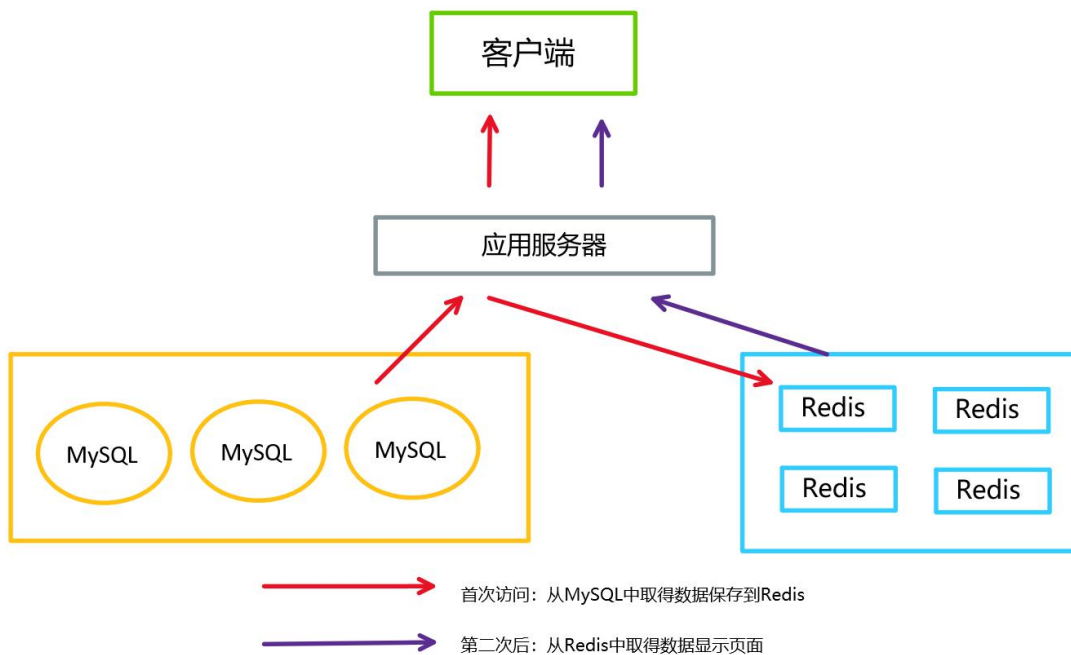 客户端
应用服务器
MySQL
MySQL
MySQL
Redis
Redis
Redis
Redis
首次访问：从MySQL中取得数据保存到Redis
第二次后：从Redis中取得数据显示页面